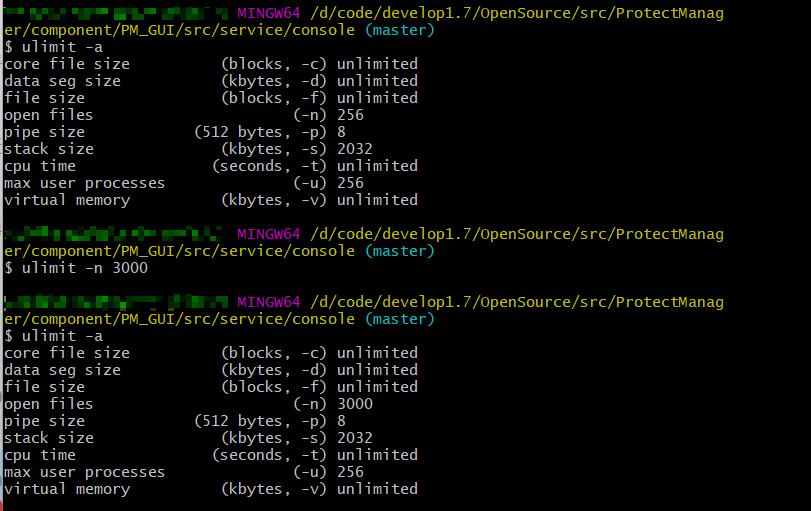 MINGW64 /d/code/develop1.7/OpenSource/src/ProtectManag
er/component/PM_GUI/src/service/console (master)
$ ulimit -a
core file size          (blocks, -c) unlimited
data seg size           (kbytes, -d) unlimited
file size               (blocks, -f) unlimited
open files                      (-n) 256
pipe size            (512 bytes, -p) 8
stack size              (kbytes, -s) 2032
cpu time               (seconds, -t) unlimited
max user processes              (-u) 256
virtual memory          (kbytes, -v) unlimited
MINGW64 /d/code/develop1.7/OpenSource/src/ProtectManag
er/component/PM_GUI/src/service/console (master)
$ ulimit -n 3000
MINGW64 /d/code/develop1.7/OpenSource/src/ProtectManag
er/component/PM_GUI/src/service/console (master)
$ ulimit -a
core file size          (blocks, -c) unlimited
data seg size           (kbytes, -d) unlimited
file size               (blocks, -f) unlimited
open files                      (-n) 3000
pipe size            (512 bytes, -p) 8
stack size              (kbytes, -s) 2032
cpu time               (seconds, -t) unlimited
max user processes              (-u) 256
virtual memory          (kbytes, -v) unlimited